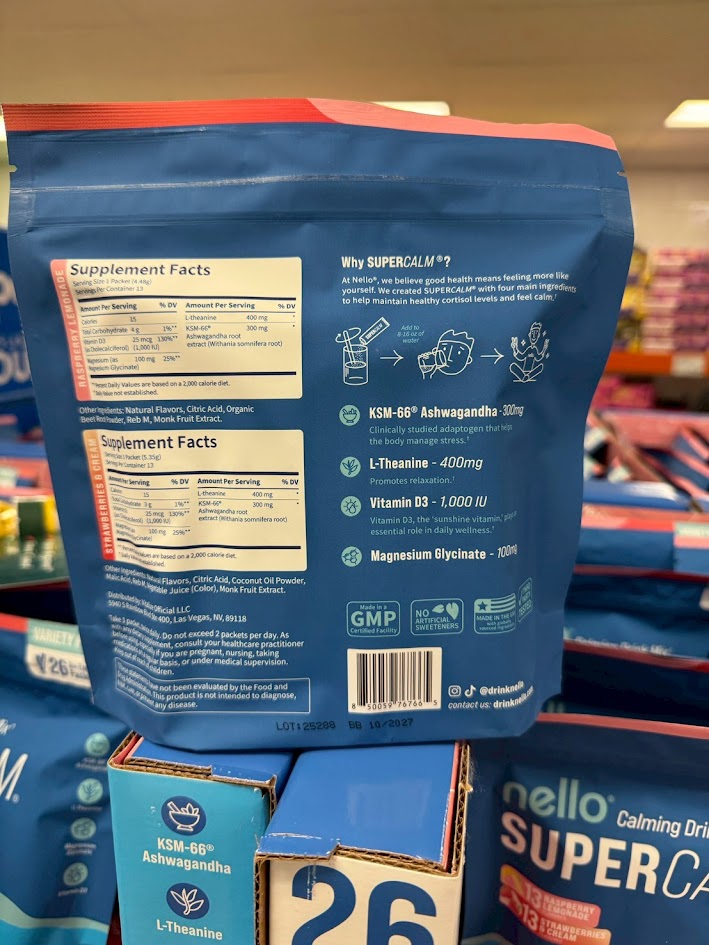 RASPBERRY LEMONADE
Supplement Facts
Serving Size 1 Packet (4.48g)
Servings Per Container 13
Amount Per Serving % DV Amount Per Serving % DV
Calories 15 L-theanine 400 mg *
Total Carbohydrate 4 g 1%** KSM-66® 300 mg *
Vitamin D3 25 mcg 130% Ashwagandha root
(as Cholecalciferol) (1,000 IU) extract (Withania somnifera root)
Magnesium (as 100 mg 25%**
Magnesium Glycinate)
**Percent Daily Values are based on a 2,000 calorie diet.
*Daily Value not established.
Other Ingredients: Natural Flavors, Citric Acid, Organic
Beet Root Powder, Reb M, Monk Fruit Extract.
STRAWBERRIES & CREAM
Supplement Facts
Serving Size 1 Packet (5.35g)
Serving Per Container 13
Amount Per Serving % DV Amount Per Serving % DV
15 L-theanine 400 mg
3 g 1%** KSM-66® 300 mg
25 mcg 130% Ashwagandha root
(1,000 IU) extract (Withania somnifera root)
100 mg 25%**
are based on a 2,000 calorie diet.
Other Ingredients: Natural Flavors, Citric Acid, Coconut Oil Powder,
Malic Acid, Reb M, Vegetable Juice (Color), Monk Fruit Extract.
Distributed by Official LLC
400, Las Vegas, NV, 89118
Do not exceed 2 packets per day. As
consult your healthcare practitioner
if you are pregnant, nursing, taking
basis, or under medical supervision.
Keep out of children.
have not been evaluated by the Food and
This product is not intended to diagnose,
any disease.
LOT:25288 BB 10/2027
Why SUPERCALM®?
At Nello®, we believe good health means feeling more like
yourself. We created SUPERCALM® with four main ingredients
to help maintain healthy cortisol levels and feel calm.†
SUPERCALM
Add to
8-16 oz of
water
KSM-66® Ashwagandha - 300mg
Clinically studied adaptogen that helps
the body manage stress.†
L-Theanine - 400mg
Promotes relaxation.†
Vitamin D3 - 1,000 IU
Vitamin D3, the 'sunshine vitamin,' plays an
essential role in daily wellness.†
Magnesium Glycinate - 100mg
Made in a
GMP
Certified Facility
NO
ARTIFICIAL
SWEETENERS
MADE IN THE USA
TESTED
8 50059 76766 5
@drinknello
contact us: drinknello.com
VARIETY
26
M
KSM-66®
Ashwagandha
L-Theanine
26
nello
Calming Dri
SUPERCA
13 RASPBERRY
LEMONADE
13 STRAWBERRIES
& CREAM